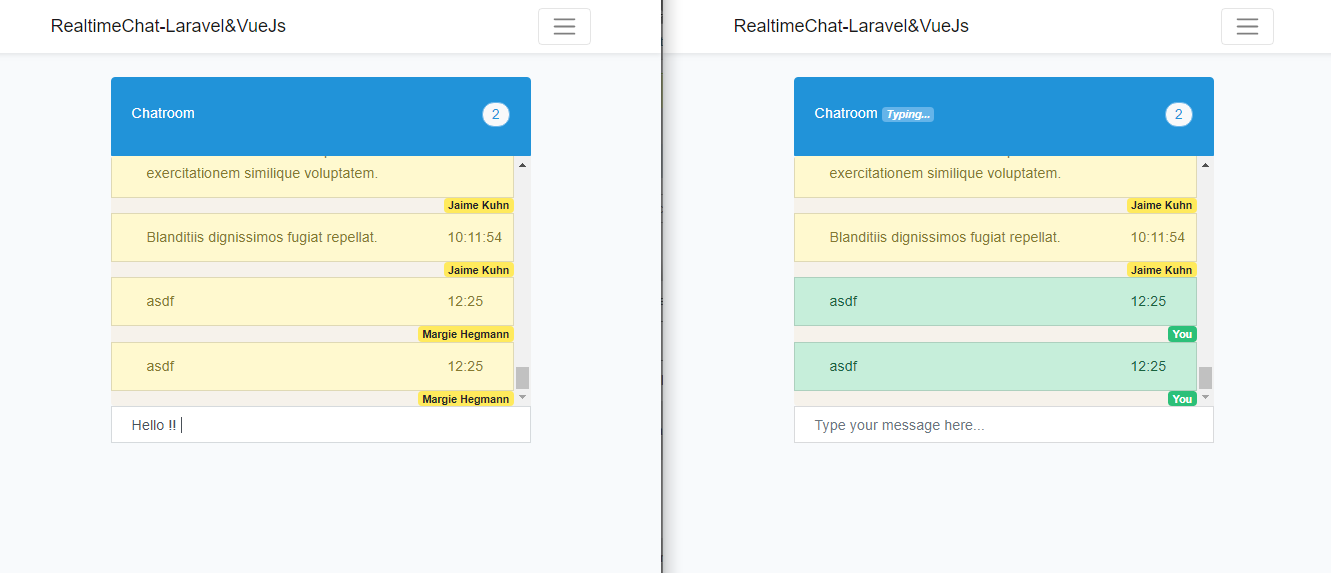 RealtimeChat-Laravel&VueJs
Chatroom
2
exercitationem similique voluptatem.
Jaime Kuhn
Blanditiis dignissimos fugiat repellat.
10:11:54
Jaime Kuhn
asdf
12:25
Margie Hegmann
asdf
12:25
Margie Hegmann
Hello !!
RealtimeChat-Laravel&VueJs
Chatroom Typing...
2
exercitationem similique voluptatem.
Jaime Kuhn
Blanditiis dignissimos fugiat repellat.
10:11:54
Jaime Kuhn
asdf
12:25
You
asdf
12:25
You
Type your message here...